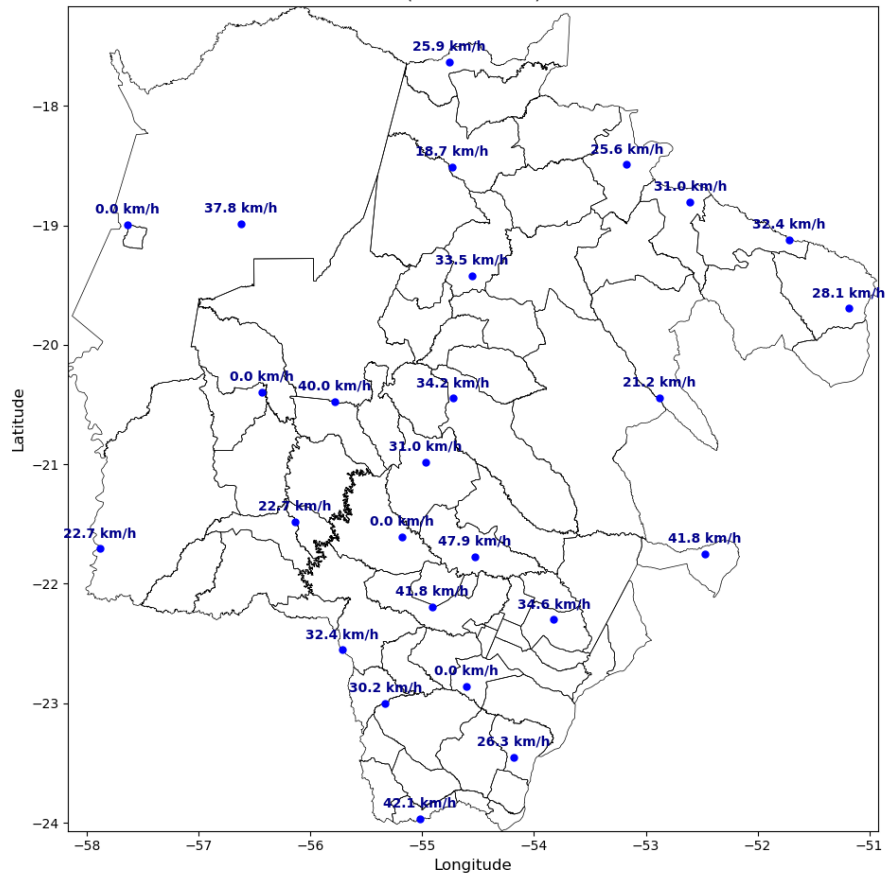 25.9 km/h
−18
18.7 km/h
25.6 km/h
31.0 km/h
0.0 km/h
37.8 km/h
−19
32.4 km/h
33.5 km/h
28.1 km/h
−20
0.0 km/h
40.0 km/h
34.2 km/h
21.2 km/h
Latitude
−21
31.0 km/h
22.7 km/h
0.0 km/h
22.7 km/h
47.9 km/h
41.8 km/h
−22
41.8 km/h
34.6 km/h
32.4 km/h
0.0 km/h
−23
30.2 km/h
26.3 km/h
42.1 km/h
−24
−58
−57
−56
−55
−54
−53
−52
−51
Longitude